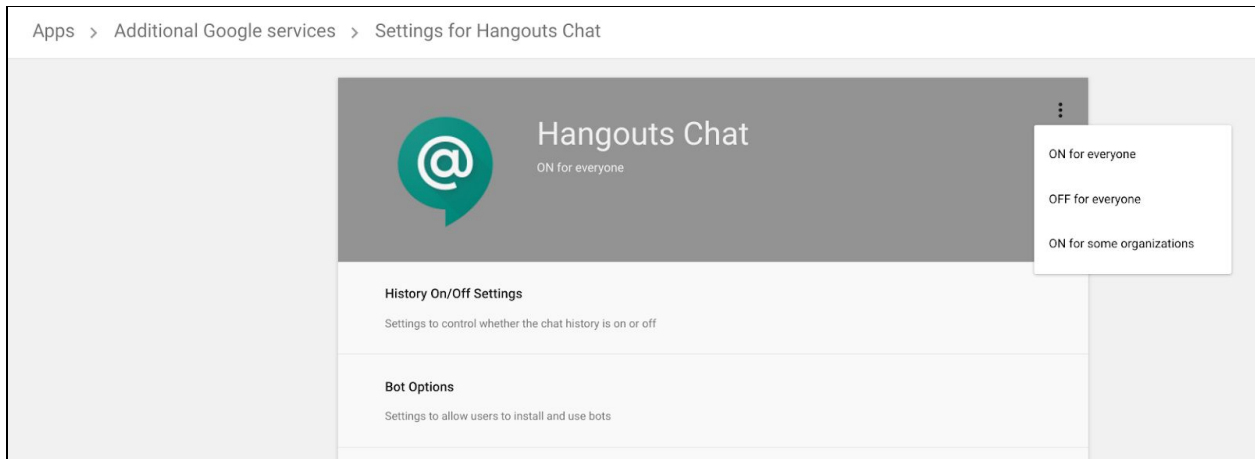 Apps > Additional Google services > Settings for Hangouts Chat
@
Hangouts Chat
ON for everyone
ON for everyone
OFF for everyone
ON for some organizations
History On/Off Settings
Settings to control whether the chat history is on or off
Bot Options
Settings to allow users to install and use bots